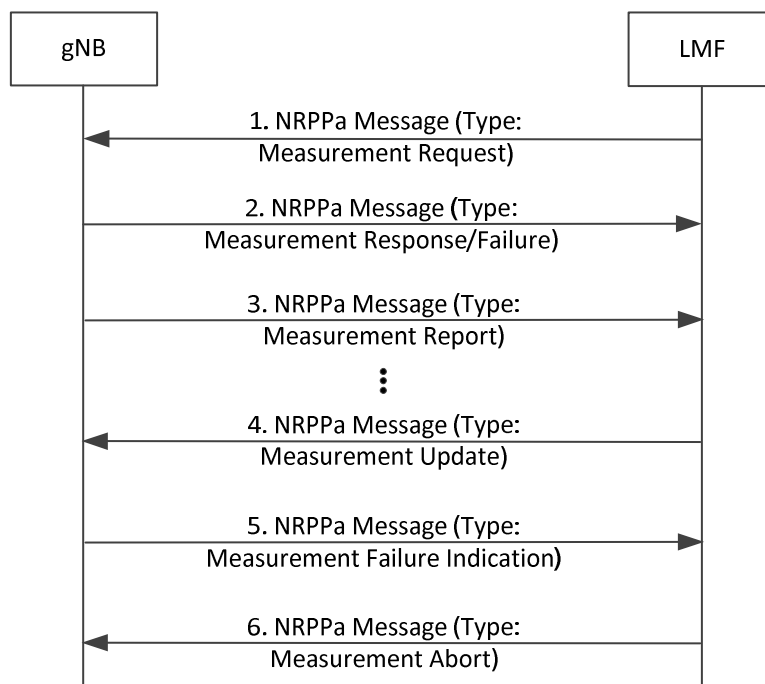 gNB
LMF
1. NRPPa Message (Type:
Measurement Request)
2. NRPPa Message (Type:
Measurement Response/Failure)
3. NRPPa Message (Type:
Measurement Report)
4. NRPPa Message (Type:
Measurement Update)
5. NRPPa Message (Type:
Measurement Failure Indication)
6. NRPPa Message (Type:
Measurement Abort)